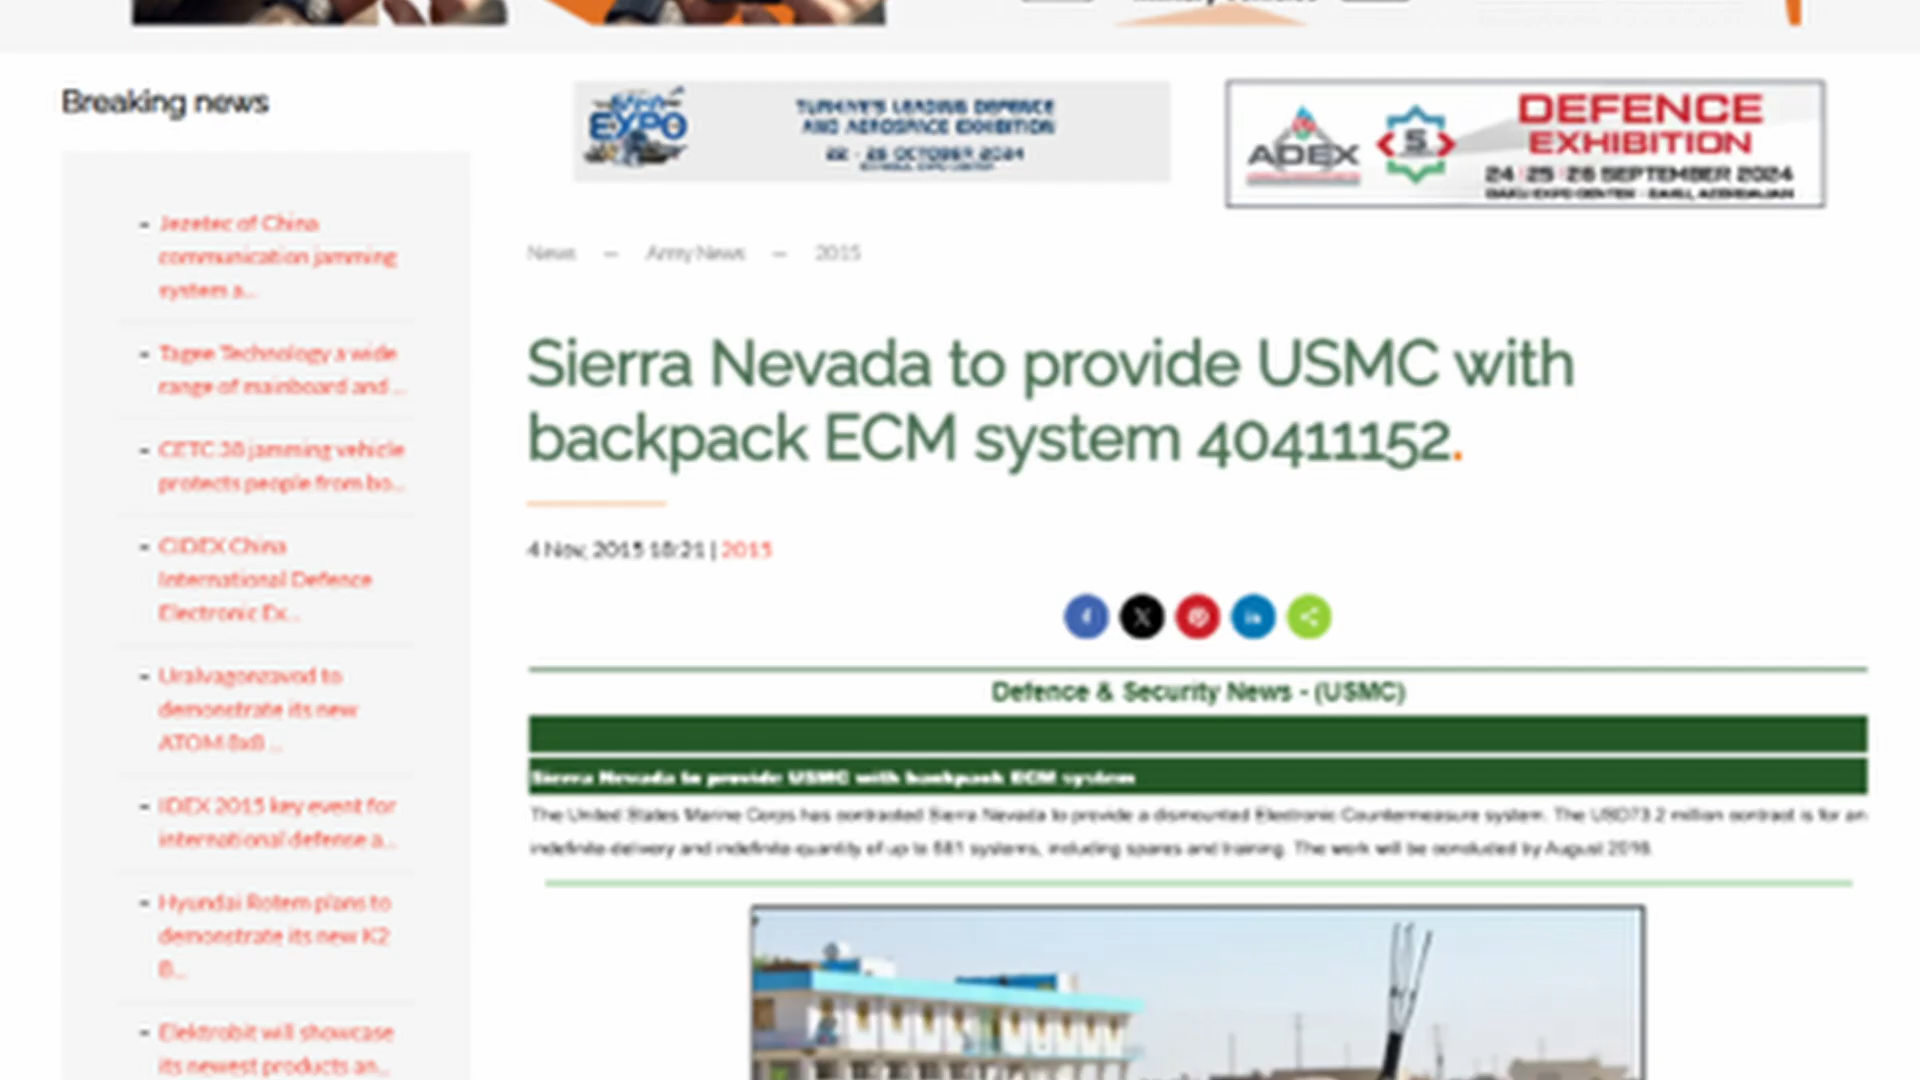 Breaking news
EXPO
TURKIYE'S LEADING DEFENCE
AND AEROSPACE EXHIBITION
22 - 26 OCTOBER 2024
ADEX
5
DEFENCE
EXHIBITION
24 25 26 SEPTEMBER 2024
BAKU EXPO CENTER - BAKU, AZERBAIJAN
News – Army News – 2015
- Jezetec of China
communication jamming
system a...
- Tagee Technology a wide
range of mainboard and ...
- CETC 38 jamming vehicle
protects people from bo...
- CIDEX China
International Defence
Electronic Ex...
- Uralvagonzavod to
demonstrate its new
ATOM 8x8 ...
- IDEX 2015 key event for
international defense a...
- Hyundai Rotem plans to
demonstrate its new K2
- Elektrobit will showcase
its newest products an...
Sierra Nevada to provide USMC with
backpack ECM system 40411152.
4 Nov, 2015 18:21 | 2015
Defence & Security News - (USMC)
Sierra Nevada to provide USMC with backpack ECM system
The United States Marine Corps has contracted Sierra Nevada to provide a dismounted Electronic Countermeasure system. The USD73.2 million contract is for an
indefinite-delivery and indefinite-quantity of up to 681 systems, including spares and training. The work will be concluded by August